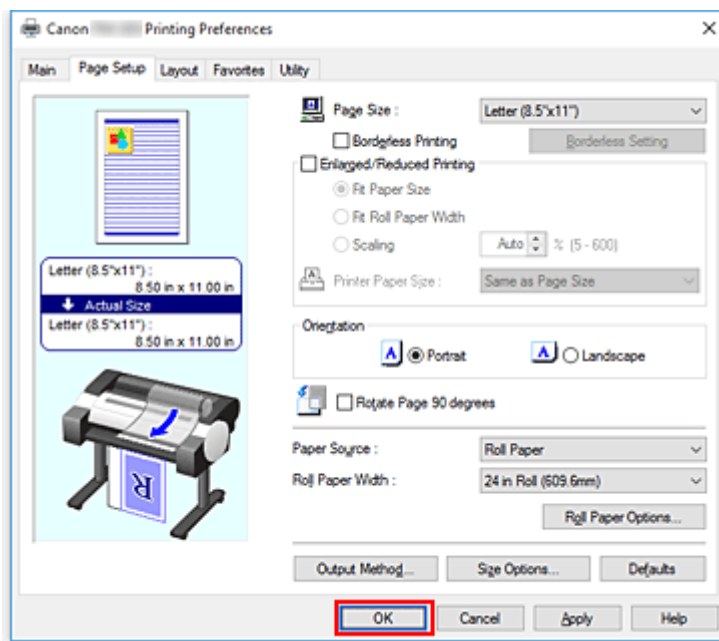 Canon Printing Preferences
Main Page Setup Layout Favorites Utility
Page Size : Letter (8.5"x11")
Borderless Printing Borderless Setting
Enlarged/Reduced Printing
Fit Paper Size
Fit Roll Paper Width
Scaling Auto % (5 - 600)
Printer Paper Size : Same as Page Size
Letter (8.5"x11") :
8.50 in x 11.00 in
Actual Size
Letter (8.5"x11") :
8.50 in x 11.00 in
Orientation
A Portrait A Landscape
Rotate Page 90 degrees
R
Paper Source : Roll Paper
Roll Paper Width : 24 in Roll (609.6mm)
Roll Paper Options...
Output Method... Size Options... Defaults
OK Cancel Apply Help